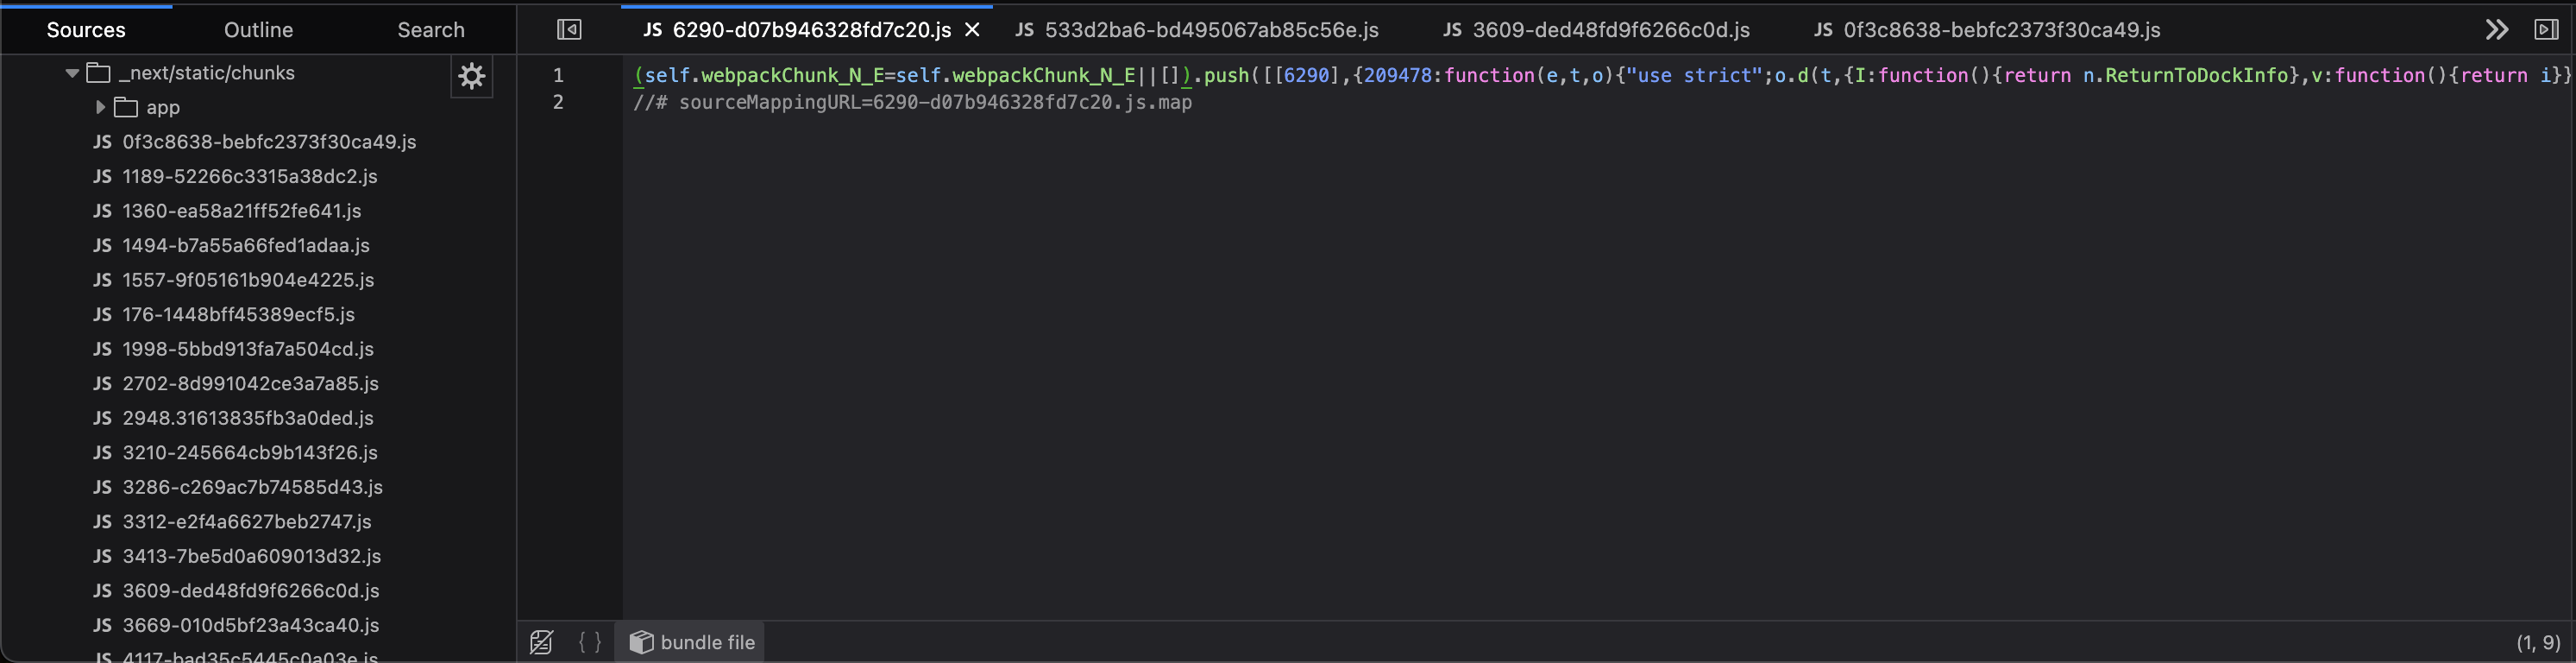 Sources Outline Search
6290-d07b946328fd7c20.js 533d2ba6-bd495067ab85c56e.js 3609-ded48fd9f6266c0d.js 0f3c8638-bebfc2373f30ca49.js
_next/static/chunks
app
JS 0f3c8638-bebfc2373f30ca49.js
JS 1189-52266c3315a38dc2.js
JS 1360-ea58a21ff52fe641.js
JS 1494-b7a55a66fed1adaa.js
JS 1557-9f05161b904e4225.js
JS 176-1448bff45389ecf5.js
JS 1998-5bbd913fa7a504cd.js
JS 2702-8d991042ce3a7a85.js
JS 2948.31613835fb3a0ded.js
JS 3210-245664cb9b143f26.js
JS 3286-c269ac7b74585d43.js
JS 3312-e2f4a6627beb2747.js
JS 3413-7be5d0a609013d32.js
JS 3609-ded48fd9f6266c0d.js
JS 3669-010d5bf23a43ca40.js
JS 4117-bad35c5445c0a03e.js
1 (self.webpackChunk_N_E=self.webpackChunk_N_E||[]).push([[6290],{209478:function(e,t,o){"use strict";o.d(t,{I:function(){return n.ReturnToDockInfo},v:function(){return i}}
2 //# sourceMappingURL=6290-d07b946328fd7c20.js.map
{ } bundle file (1, 9)